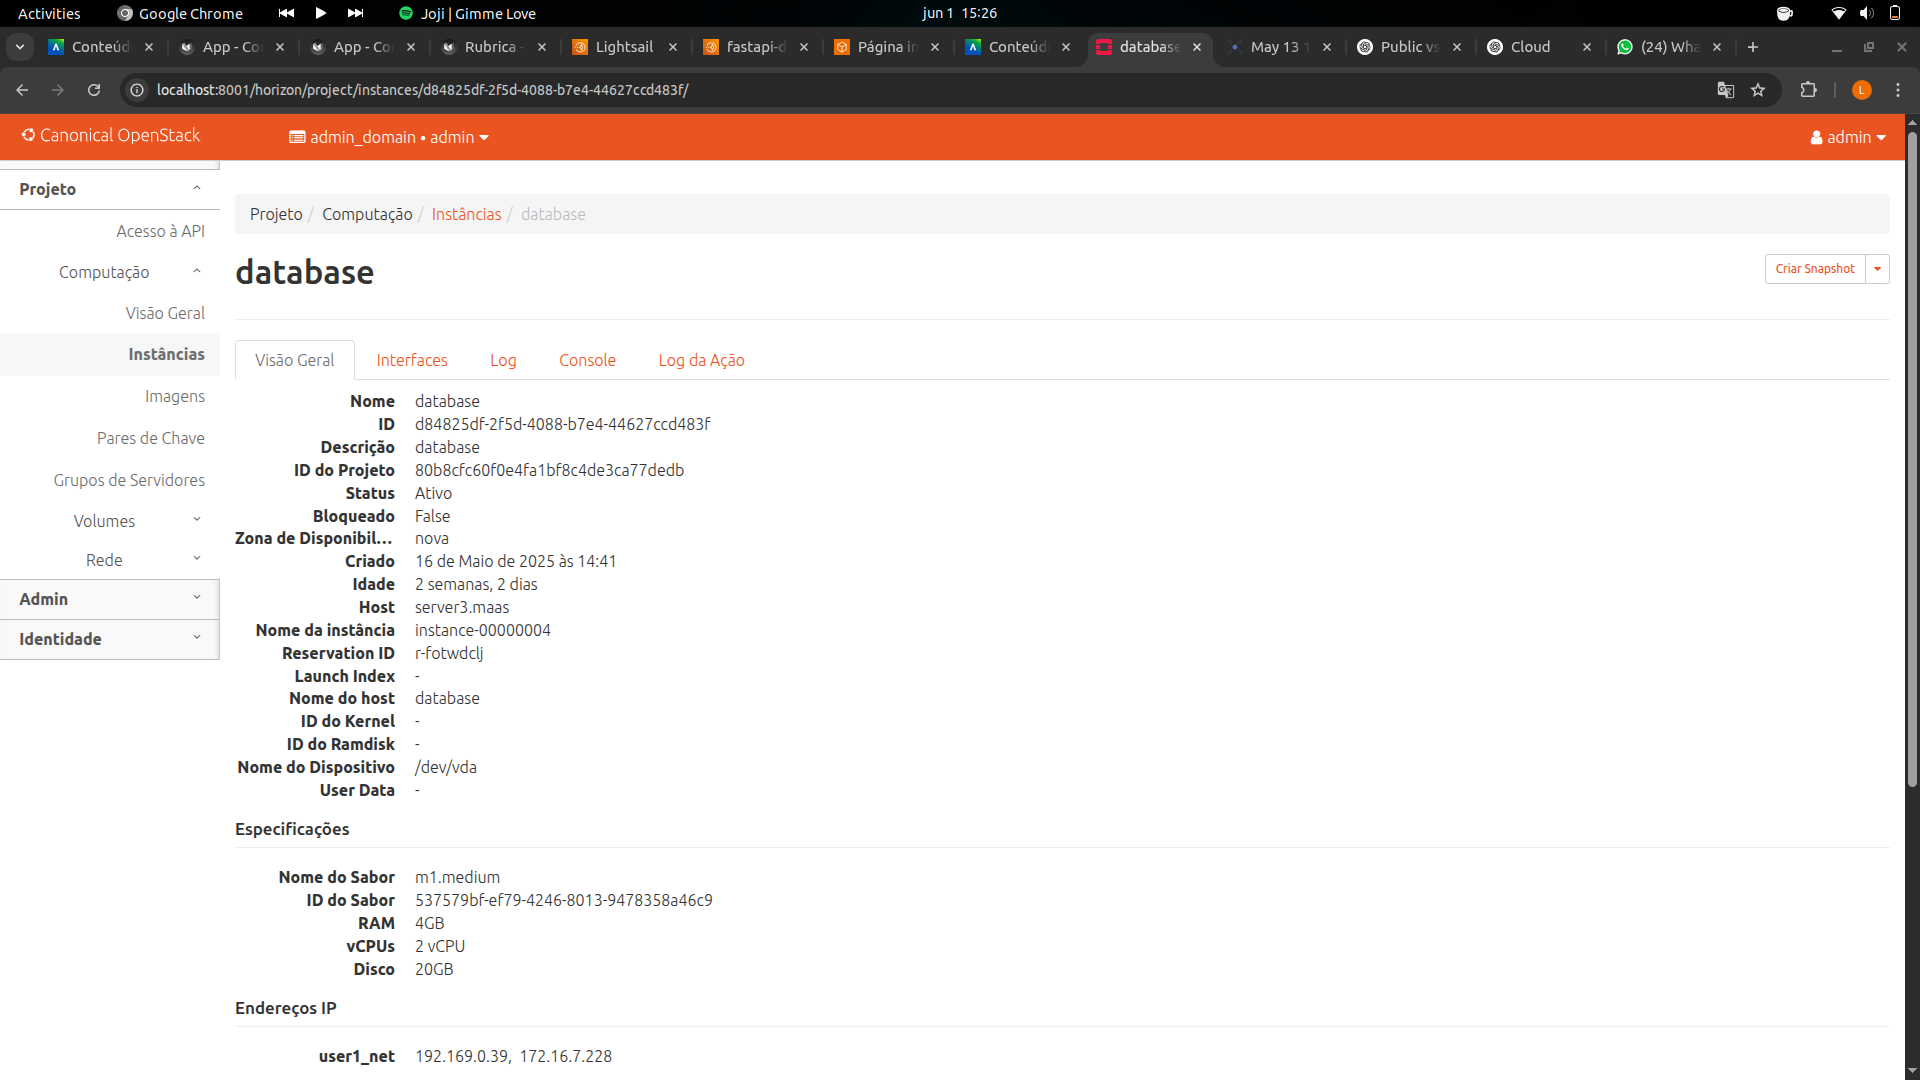 Activities Google Chrome Joji | Gimme Love jun 1 15:26
Conteúd App - Co App - Co Rubrica - Lightsail fastapi-d Página in Conteúd database May 13 1 Public vs Cloud (24) Wha
localhost:8001/horizon/project/instances/d84825df-2f5d-4088-b7e4-44627ccd483f/ L
Canonical OpenStack admin_domain • admin admin
Projeto
Acesso à API
Computação
Visão Geral
Instâncias
Imagens
Pares de Chave
Grupos de Servidores
Volumes
Rede
Admin
Identidade
Projeto / Computação / Instâncias / database
database
Criar Snapshot
Visão Geral Interfaces Log Console Log da Ação
Nome database
ID d84825df-2f5d-4088-b7e4-44627ccd483f
Descrição database
ID do Projeto 80b8cfc60f0e4fa1bf8c4de3ca77dedb
Status Ativo
Bloqueado False
Zona de Disponibil... nova
Criado 16 de Maio de 2025 às 14:41
Idade 2 semanas, 2 dias
Host server3.maas
Nome da instância instance-00000004
Reservation ID r-fotwdclj
Launch Index -
Nome do host database
ID do Kernel -
ID do Ramdisk -
Nome do Dispositivo /dev/vda
User Data -
Especificações
Nome do Sabor m1.medium
ID do Sabor 537579bf-ef79-4246-8013-9478358a46c9
RAM 4GB
vCPUs 2 vCPU
Disco 20GB
Endereços IP
user1_net 192.169.0.39, 172.16.7.228